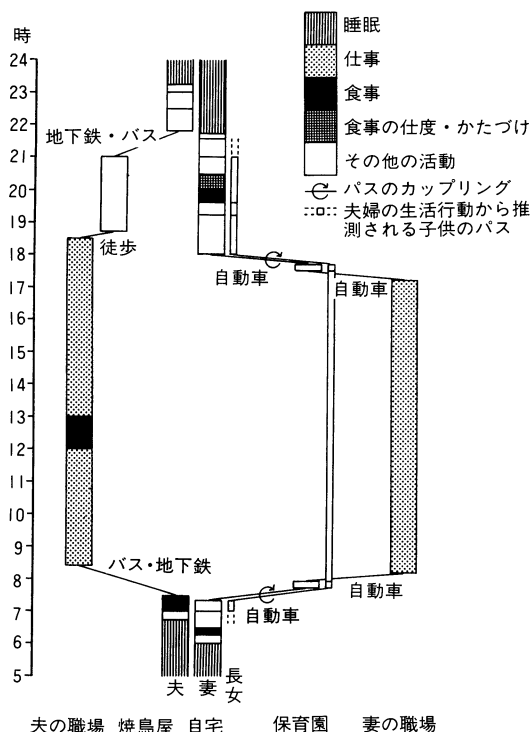 時
24
23
22
21
20
19
18
17
16
15
14
13
12
11
10
9
8
7
6
5
睡眠
仕事
食事
食事の仕度・かたづけ
その他の活動
パスのカップリング
夫婦の生活行動から推
測される子供のパス
地下鉄・バス
徒歩
自動車
自動車
バス・地下鉄
自動車
自動車
夫
妻
長女
夫の職場 焼鳥屋 自宅 保育園 妻の職場